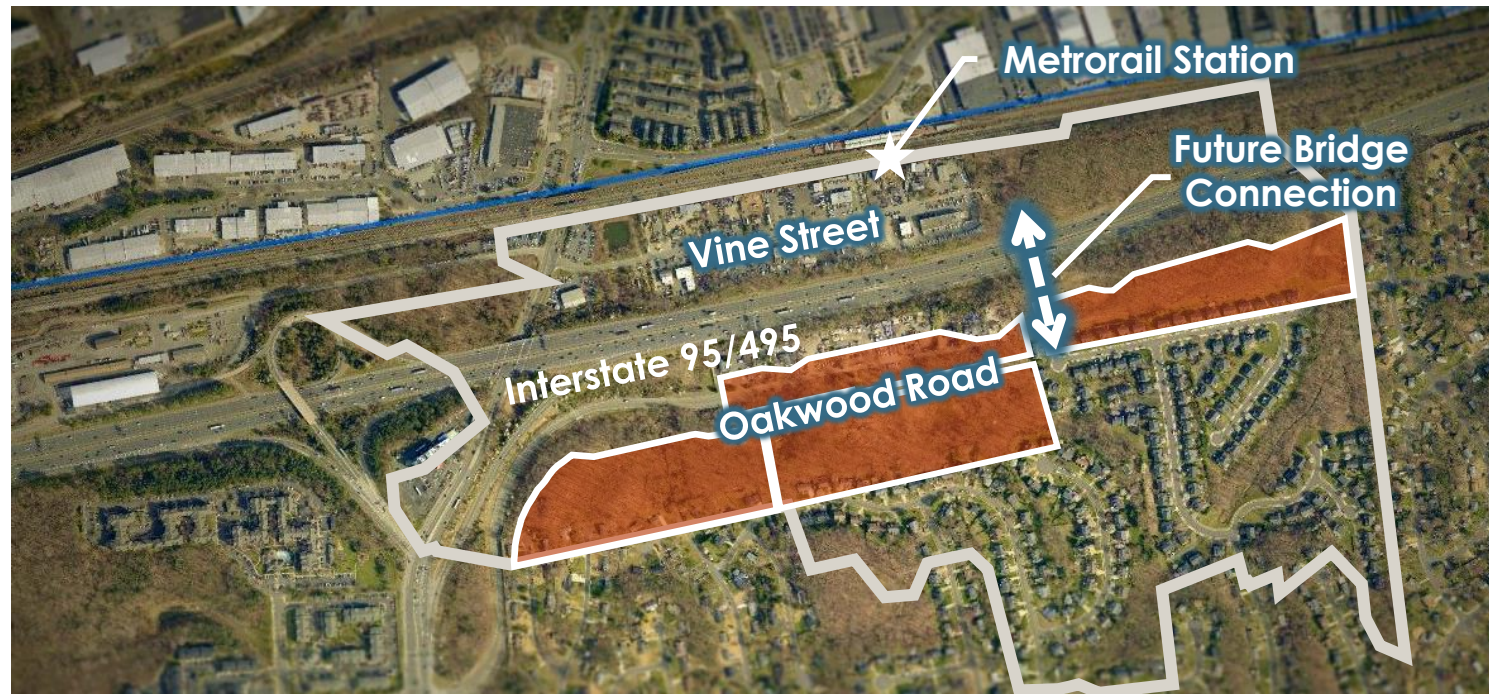 Metrorail Station
Future Bridge
Connection
Vine Street
Interstate 95/495
Oakwood Road